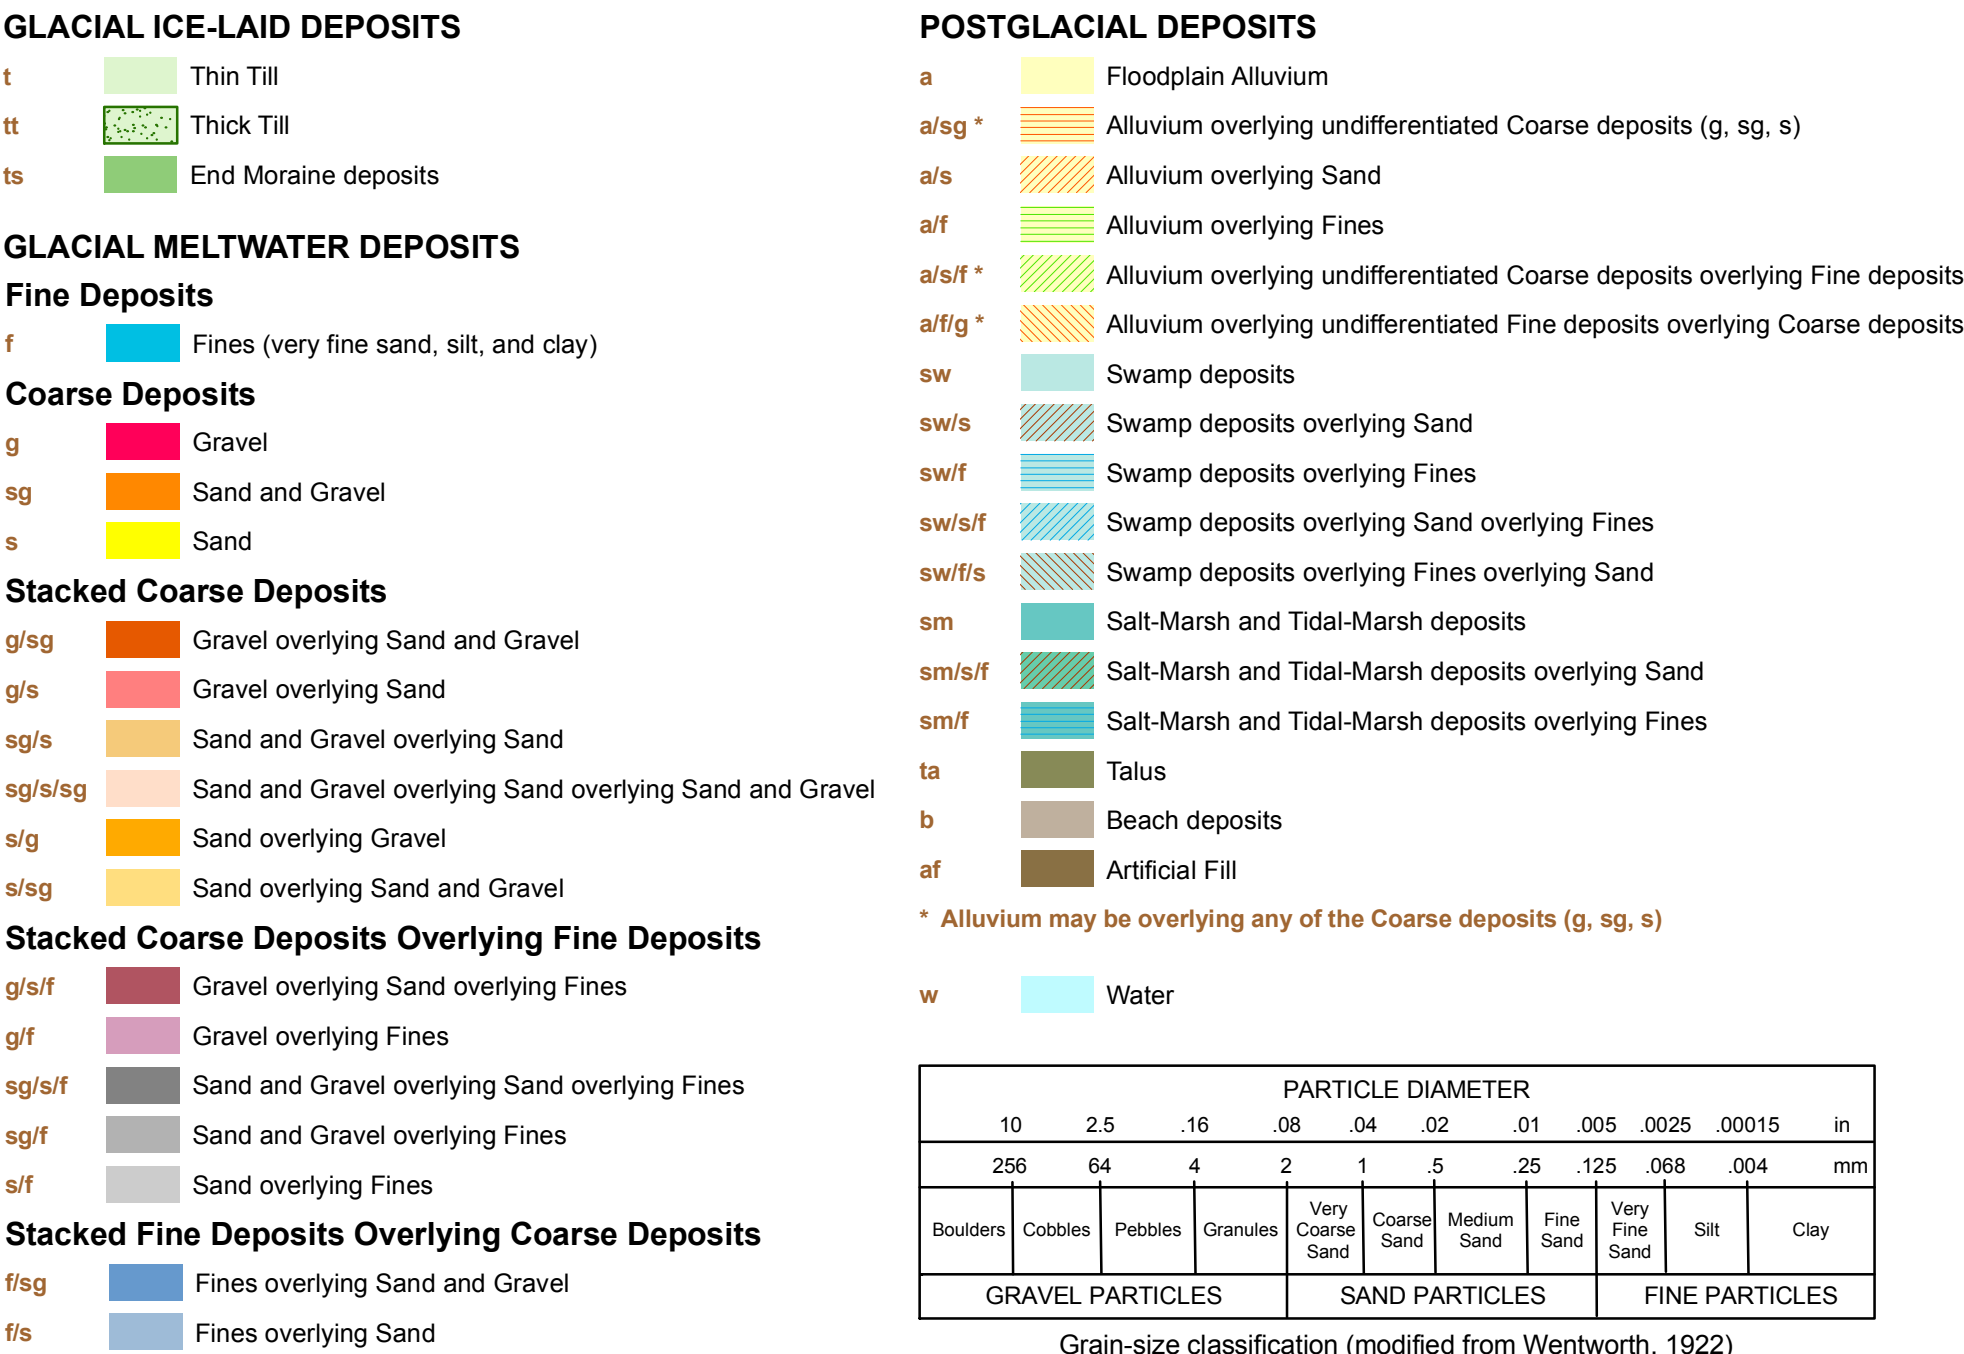 GLACIAL ICE-LAID DEPOSITS
t Thin Till
tt Thick Till
ts End Moraine deposits
GLACIAL MELTWATER DEPOSITS
Fine Deposits
f Fines (very fine sand, silt, and clay)
Coarse Deposits
g Gravel
sg Sand and Gravel
s Sand
Stacked Coarse Deposits
g/sg Gravel overlying Sand and Gravel
g/s Gravel overlying Sand
sg/s Sand and Gravel overlying Sand
sg/s/sg Sand and Gravel overlying Sand overlying Sand and Gravel
s/g Sand overlying Gravel
s/sg Sand overlying Sand and Gravel
Stacked Coarse Deposits Overlying Fine Deposits
g/s/f Gravel overlying Sand overlying Fines
g/f Gravel overlying Fines
sg/s/f Sand and Gravel overlying Sand overlying Fines
sg/f Sand and Gravel overlying Fines
s/f Sand overlying Fines
Stacked Fine Deposits Overlying Coarse Deposits
f/sg Fines overlying Sand and Gravel
f/s Fines overlying Sand
POSTGLACIAL DEPOSITS
a Floodplain Alluvium
a/sg * Alluvium overlying undifferentiated Coarse deposits (g, sg, s)
a/s Alluvium overlying Sand
a/f Alluvium overlying Fines
a/s/f * Alluvium overlying undifferentiated Coarse deposits overlying Fine deposits
a/f/g * Alluvium overlying undifferentiated Fine deposits overlying Coarse deposits
sw Swamp deposits
sw/s Swamp deposits overlying Sand
sw/f Swamp deposits overlying Fines
sw/s/f Swamp deposits overlying Sand overlying Fines
sw/f/s Swamp deposits overlying Fines overlying Sand
sm Salt-Marsh and Tidal-Marsh deposits
sm/s/f Salt-Marsh and Tidal-Marsh deposits overlying Sand
sm/f Salt-Marsh and Tidal-Marsh deposits overlying Fines
ta Talus
b Beach deposits
af Artificial Fill
* Alluvium may be overlying any of the Coarse deposits (g, sg, s)
w Water
PARTICLE DIAMETER
10 2.5 .16 .08 .04 .02 .01 .005 .0025 .00015 in
256 64 4 2 1 .5 .25 .125 .068 .004 mm
Boulders Cobbles Pebbles Granules Very Coarse Sand Coarse Sand Medium Sand Fine Sand Very Fine Sand Silt Clay
GRAVEL PARTICLES SAND PARTICLES FINE PARTICLES
Grain-size classification (modified from Wentworth, 1922)